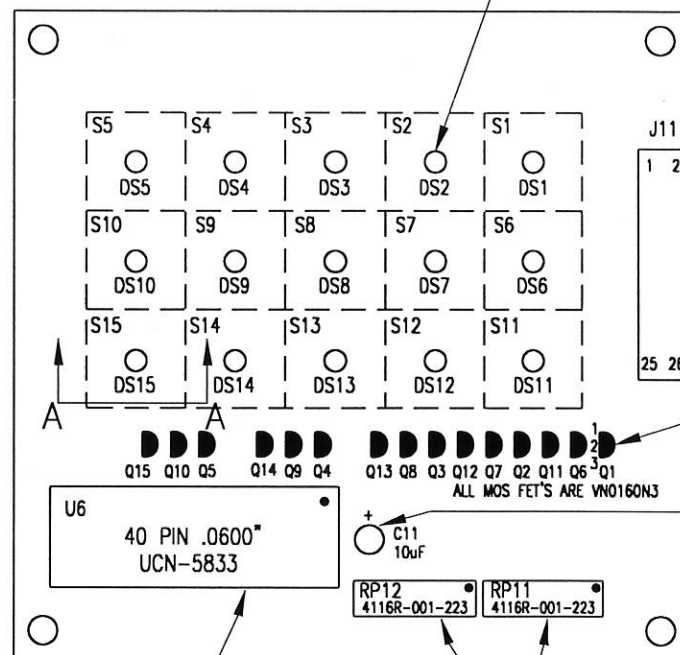 S5 S4 S3 S2 S1
J11
1 2
DS5 DS4 DS3 DS2 DS1
S10 S9 S8 S7 S6
DS10 DS9 DS8 DS7 DS6
S15 S14 S13 S12 S11
25 26
DS15 DS14 DS13 DS12 DS11
A A
1
2
3
Q15 Q10 Q5 Q14 Q9 Q4 Q13 Q8 Q3 Q12 Q7 Q2 Q11 Q6 Q1
ALL MOS FET'S ARE VN0160N3
U6
40 PIN .0600"
UCN-5833
+
C11
10uF
RP12 RP11
4116R-001-223 4116R-001-223